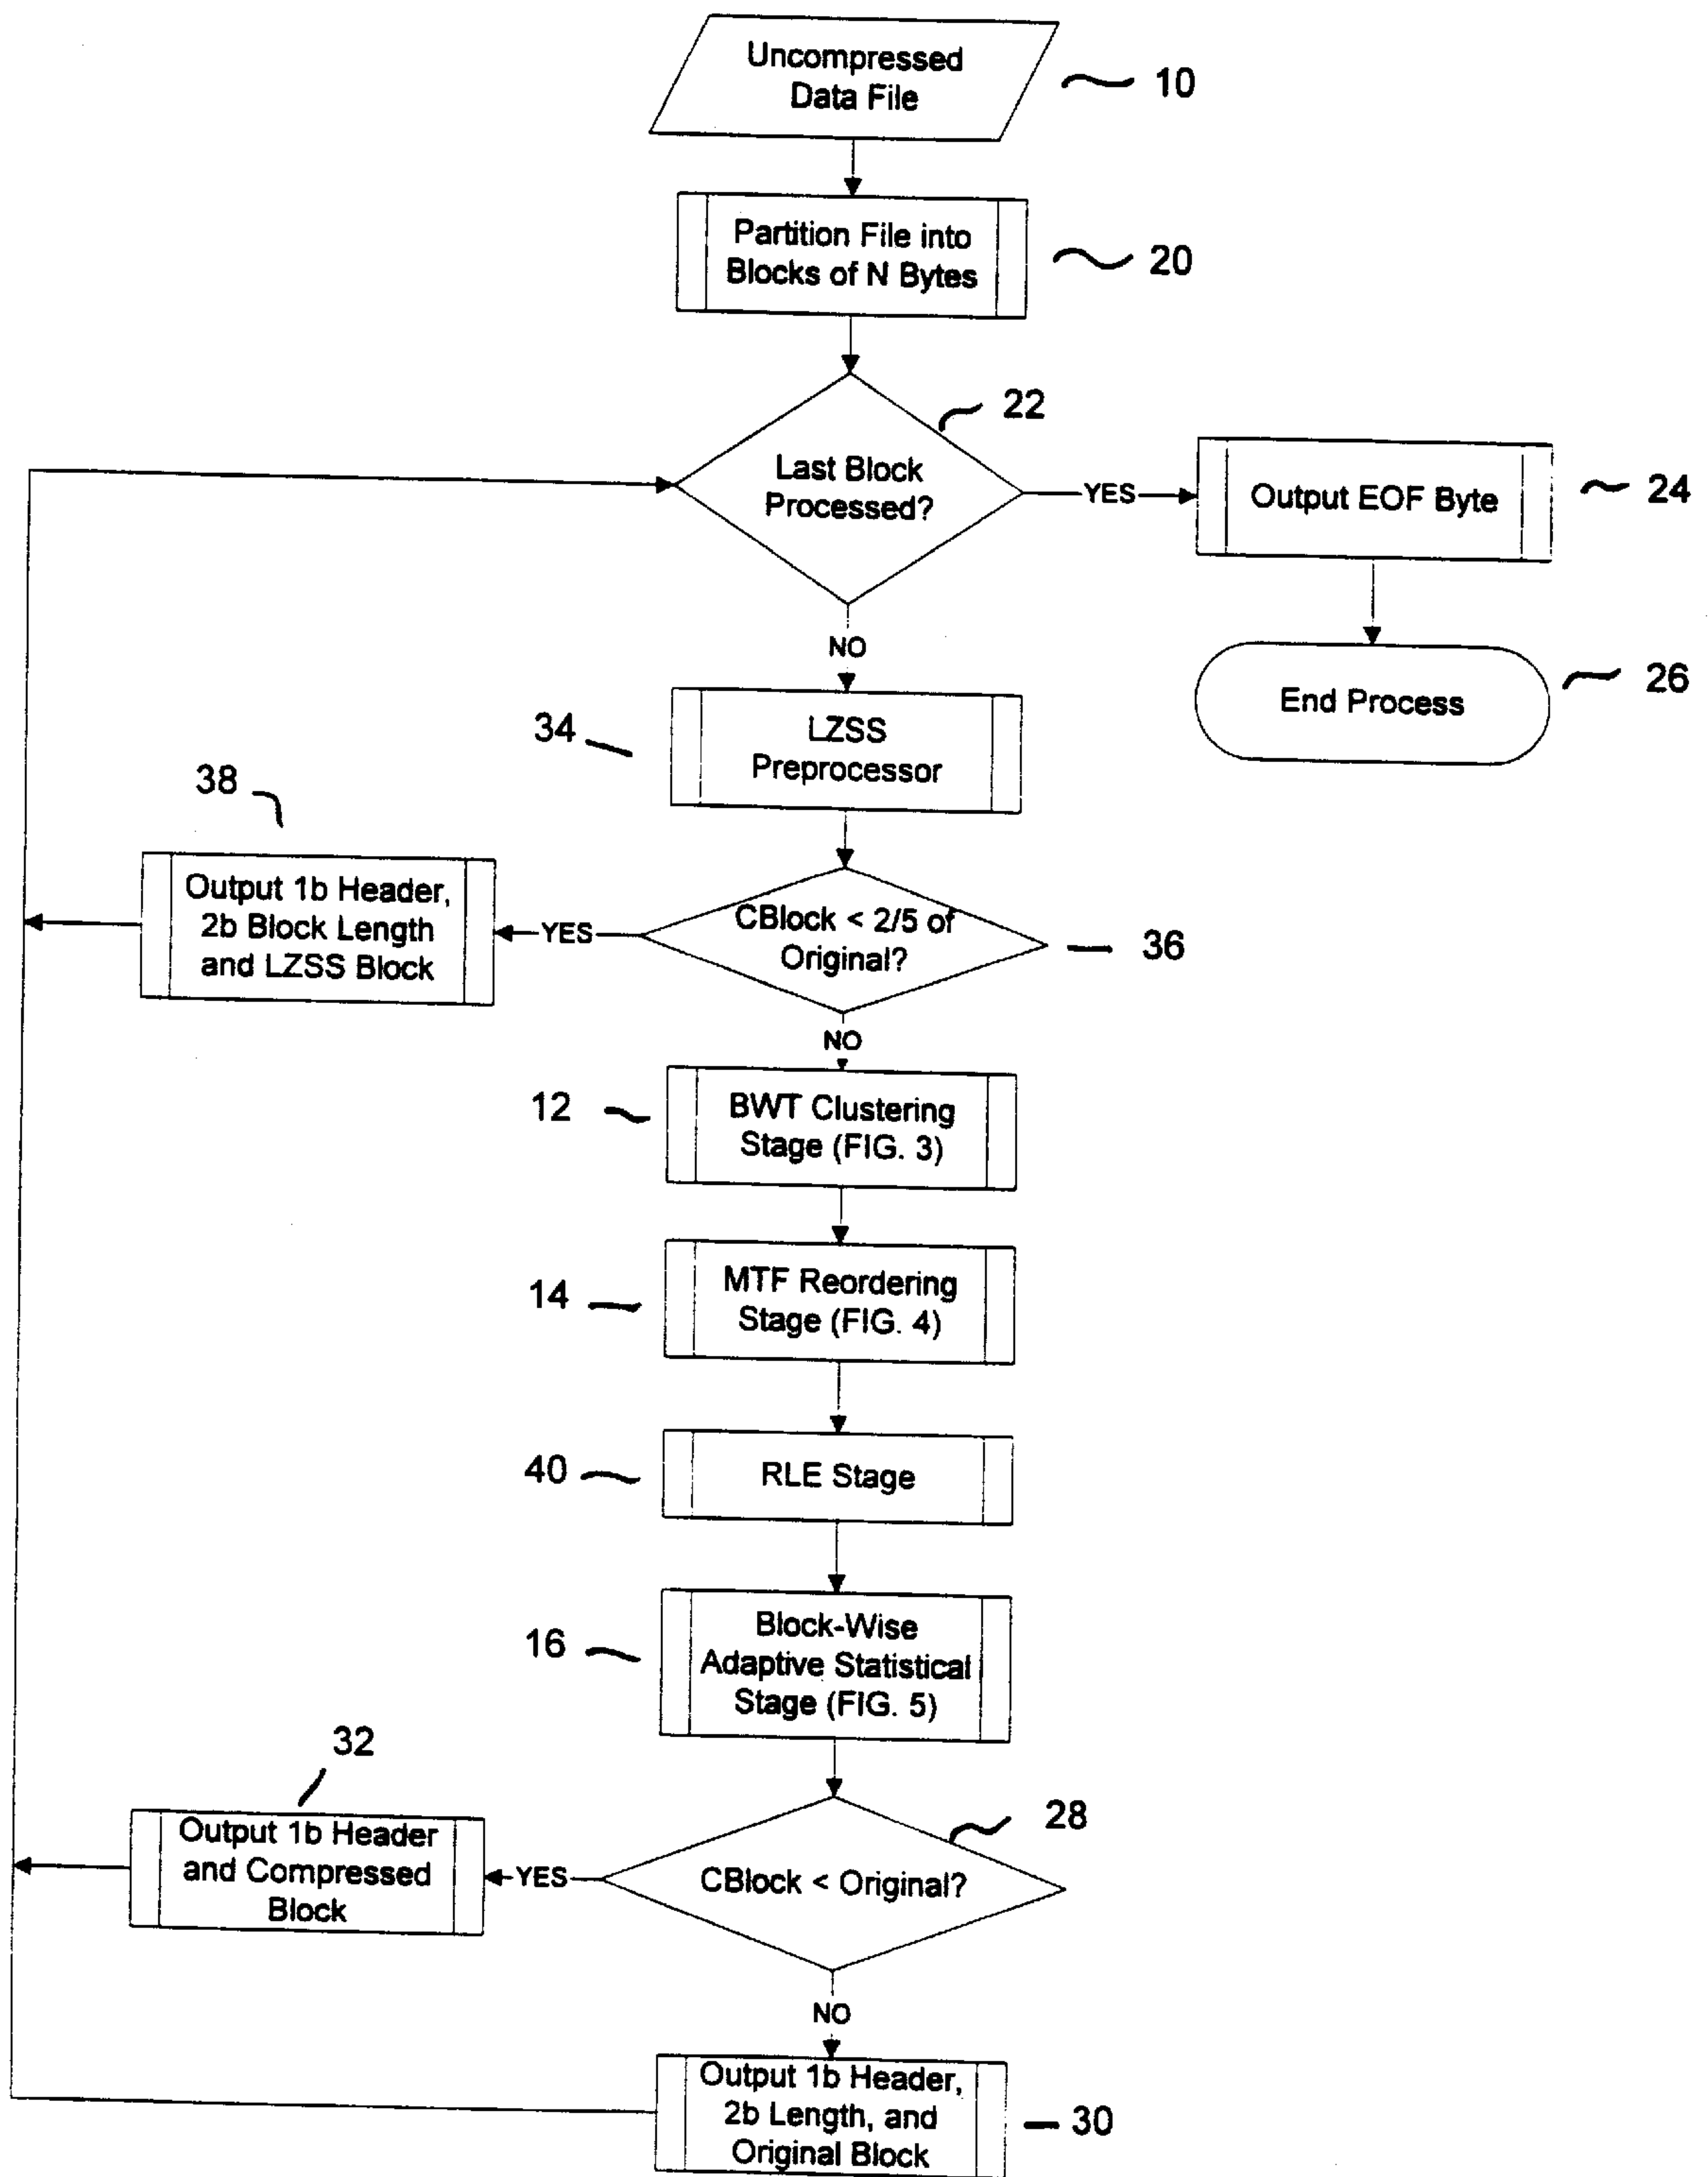 Uncompressed
Data File
10
Partition File into
Blocks of N Bytes
20
22
Last Block
Processed?
YES
Output EOF Byte
24
NO
End Process
26
34
LZSS
Preprocessor
38
Output 1b Header,
2b Block Length
and LZSS Block
YES
CBlock < 2/5 of
Original?
36
NO
12
BWT Clustering
Stage (FIG. 3)
14
MTF Reordering
Stage (FIG. 4)
40
RLE Stage
16
Block-Wise
Adaptive Statistical
Stage (FIG. 5)
32
Output 1b Header
and Compressed
Block
YES
CBlock < Original?
28
NO
Output 1b Header,
2b Length, and
Original Block
30